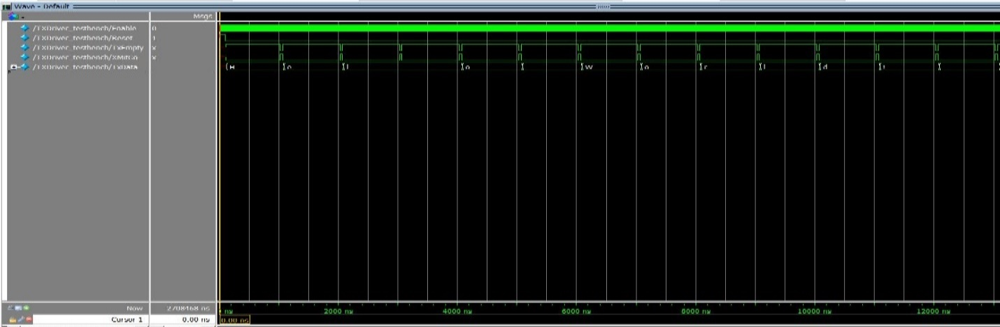 Wave - Default
Msgs
/TxDriver_testbench/Enable 0
/TxDriver_testbench/Reset 1
/TxDriver_testbench/TxEmpty x
/TxDriver_testbench/XMitGo x
/TxDriver_testbench/TxData H e l o W o r l d
Now 2708468 ns
ns 2000 ns 4000 ns 6000 ns 8000 ns 10000 ns 12000 ns
Cursor 1 0.00 ns 0.00 ns